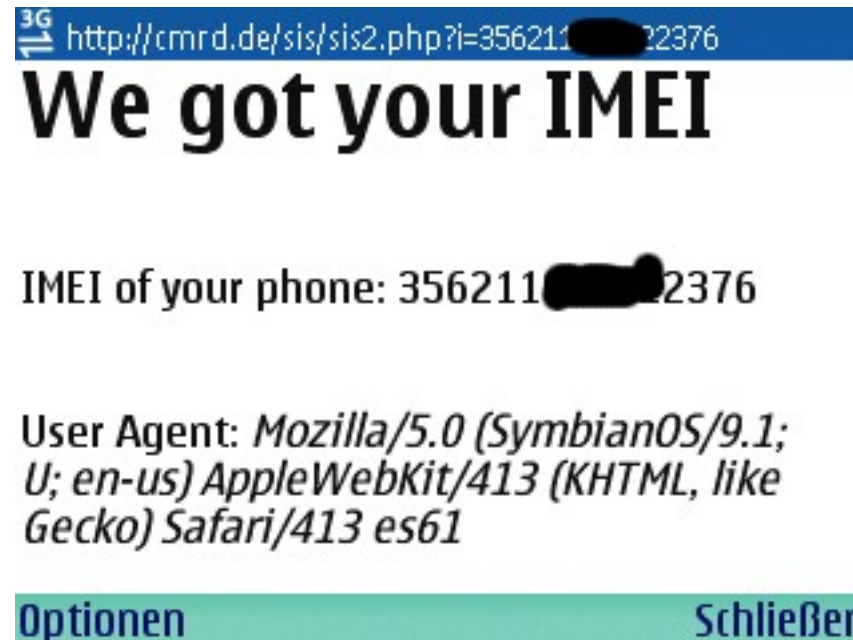 3G
http://cmrd.de/sis/sis2.php?i=356211 22376
We got your IMEI
IMEI of your phone: 356211 2376
User Agent: Mozilla/5.0 (SymbianOS/9.1;
U; en-us) AppleWebKit/413 (KHTML, like
Gecko) Safari/413 es61
Optionen Schließen